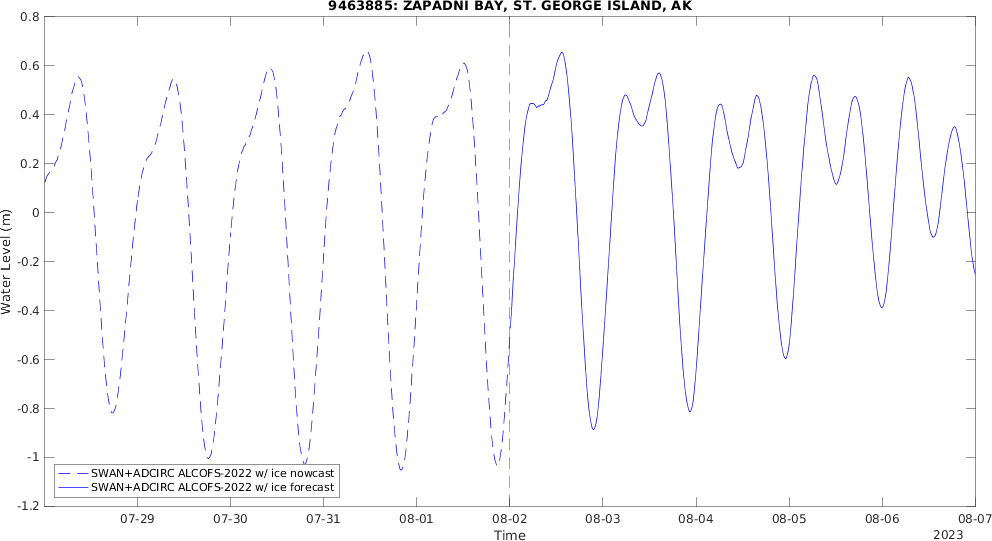 9463885: ZAPADNI BAY, ST. GEORGE ISLAND, AK
0.8
0.6
0.4
0.2
0
-0.2
-0.4
-0.6
-0.8
-1
-1.2
Water Level (m)
SWAN+ADCIRC ALCOFS-2022 w/ ice nowcast
SWAN+ADCIRC ALCOFS-2022 w/ ice forecast
07-29 07-30 07-31 08-01 08-02 08-03 08-04 08-05 08-06 08-07
Time
2023